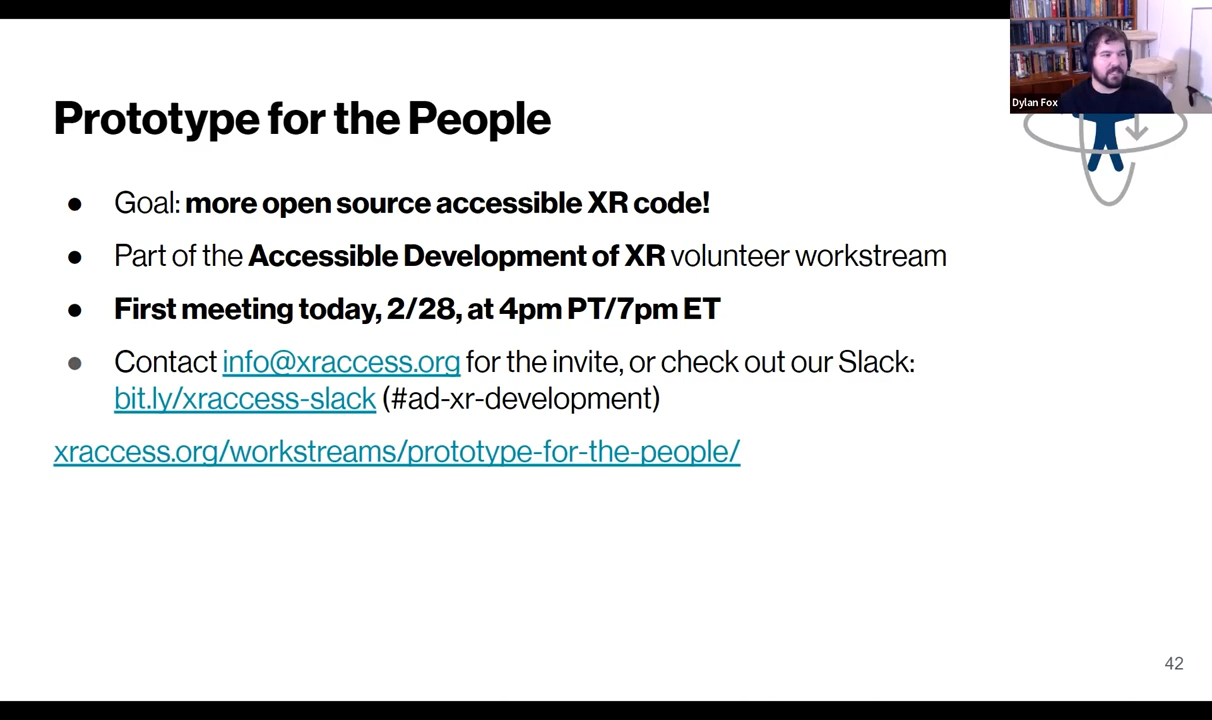 Dylan Fox
Prototype for the People
● Goal: more open source accessible XR code!
● Part of the Accessible Development of XR volunteer workstream
● First meeting today, 2/28, at 4pm PT/7pm ET
● Contact info@xraccess.org for the invite, or check out our Slack:
bit.ly/xraccess-slack (#ad-xr-development)
xraccess.org/workstreams/prototype-for-the-people/
42